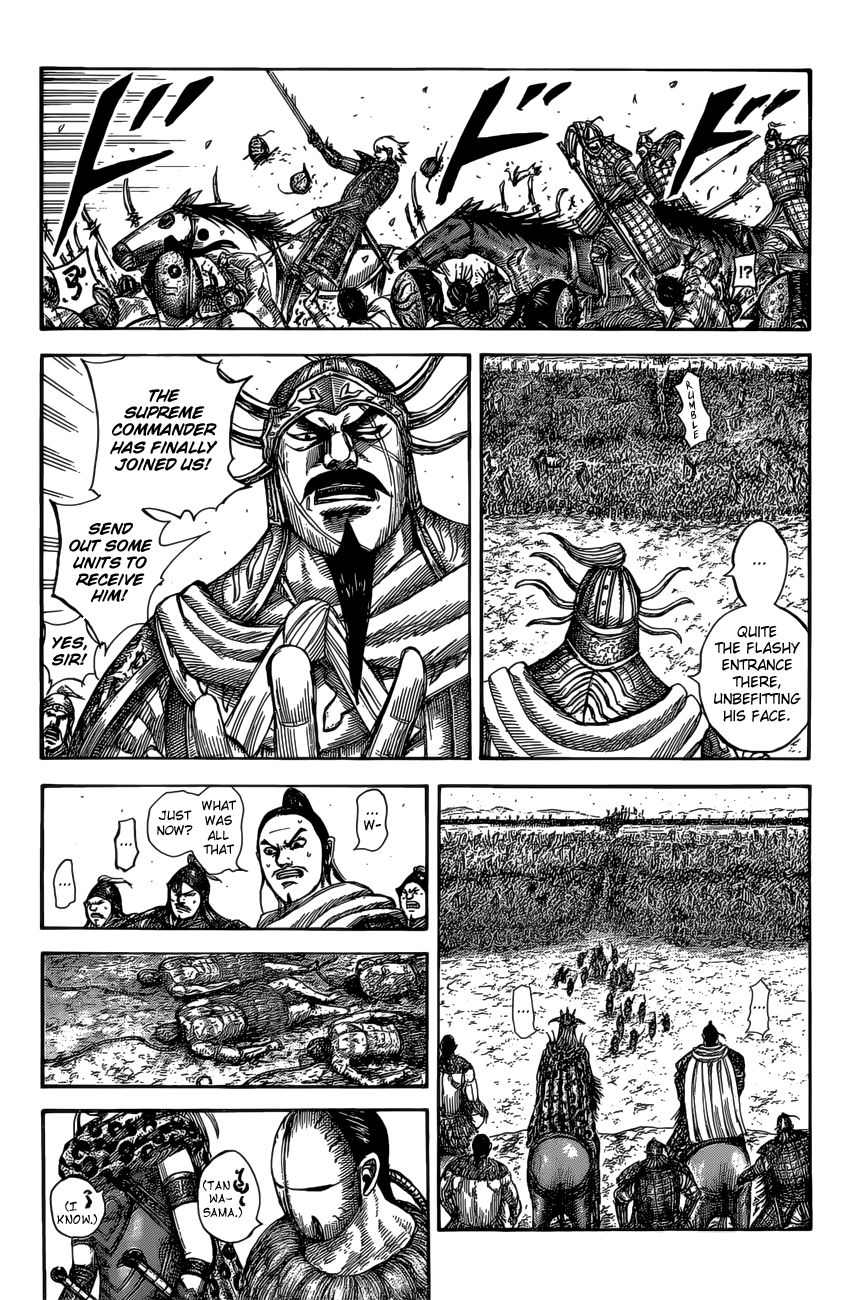 ドドド
!?
RUMBLE
...
QUITE
THE FLASHY
ENTRANCE
THERE,
UNBEFITTING
HIS FACE.
THE
SUPREME
COMMANDER
HAS FINALLY
JOINED US!
SEND
OUT SOME
UNITS TO
RECEIVE
HIM!
YES,
SIR!
...
...
...
W-
WHAT
WAS
ALL
THAT
JUST
NOW?
...
...
(TAN
WA-
SAMA.)
(I
KNOW.)